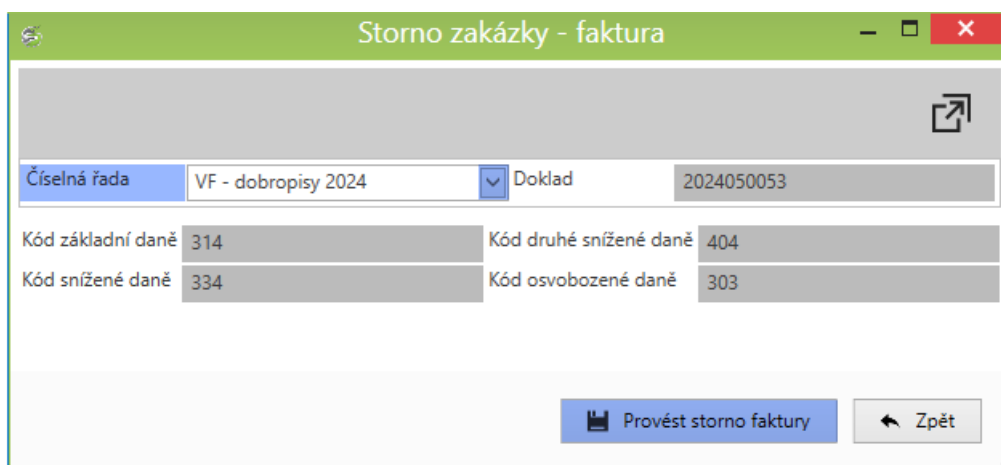 Storno zakázky - faktura
Číselná řada VF - dobropisy 2024 Doklad 2024050053
Kód základní daně 314 Kód druhé snížené daně 404
Kód snížené daně 334 Kód osvobozené daně 303
Provést storno faktury Zpět